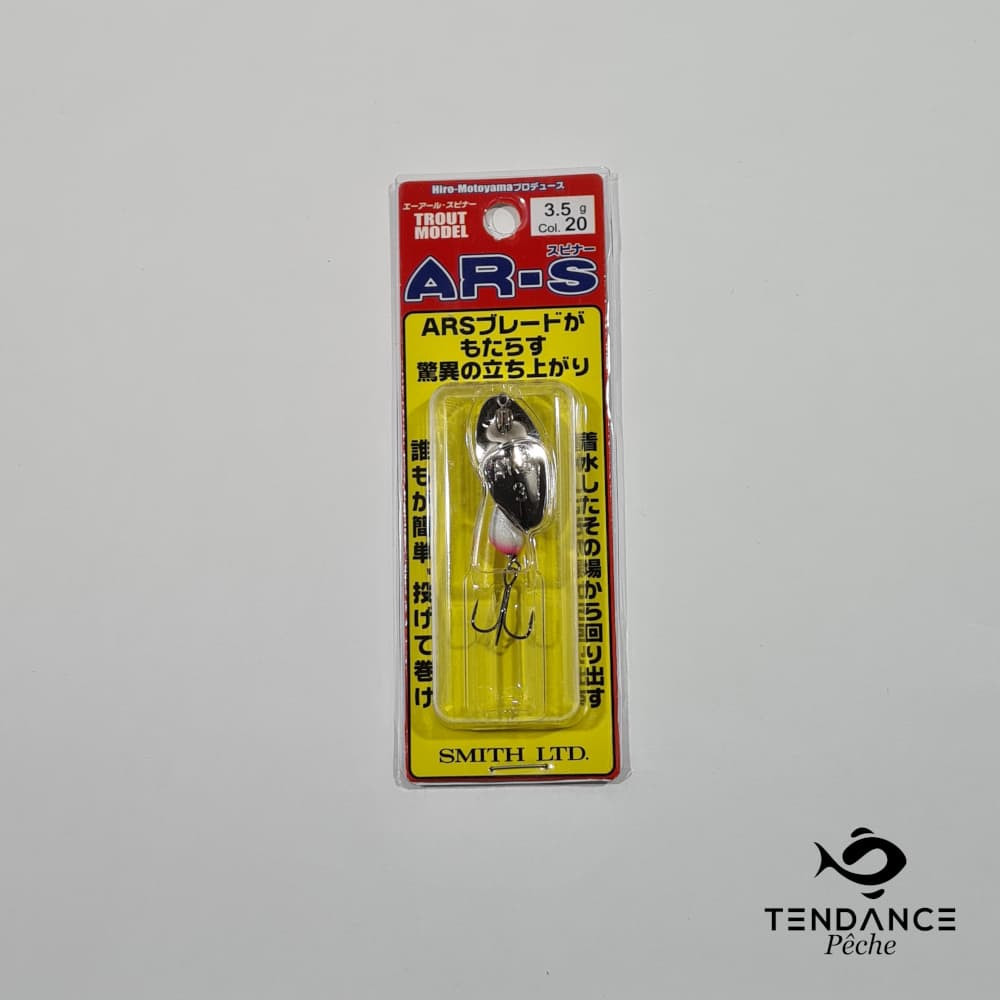 Hiro-Motoyamaプロデュース
エーアール・スピナー
TROUT
MODEL
3.5 g
Col. 20
スピナー
AR-S
ARSブレードが
もたらす
驚異の立ち上がり
着水したその場から回り出す
誰もが簡単、投げて巻け
3
SMITH LTD.
TENDANCE
Pêche